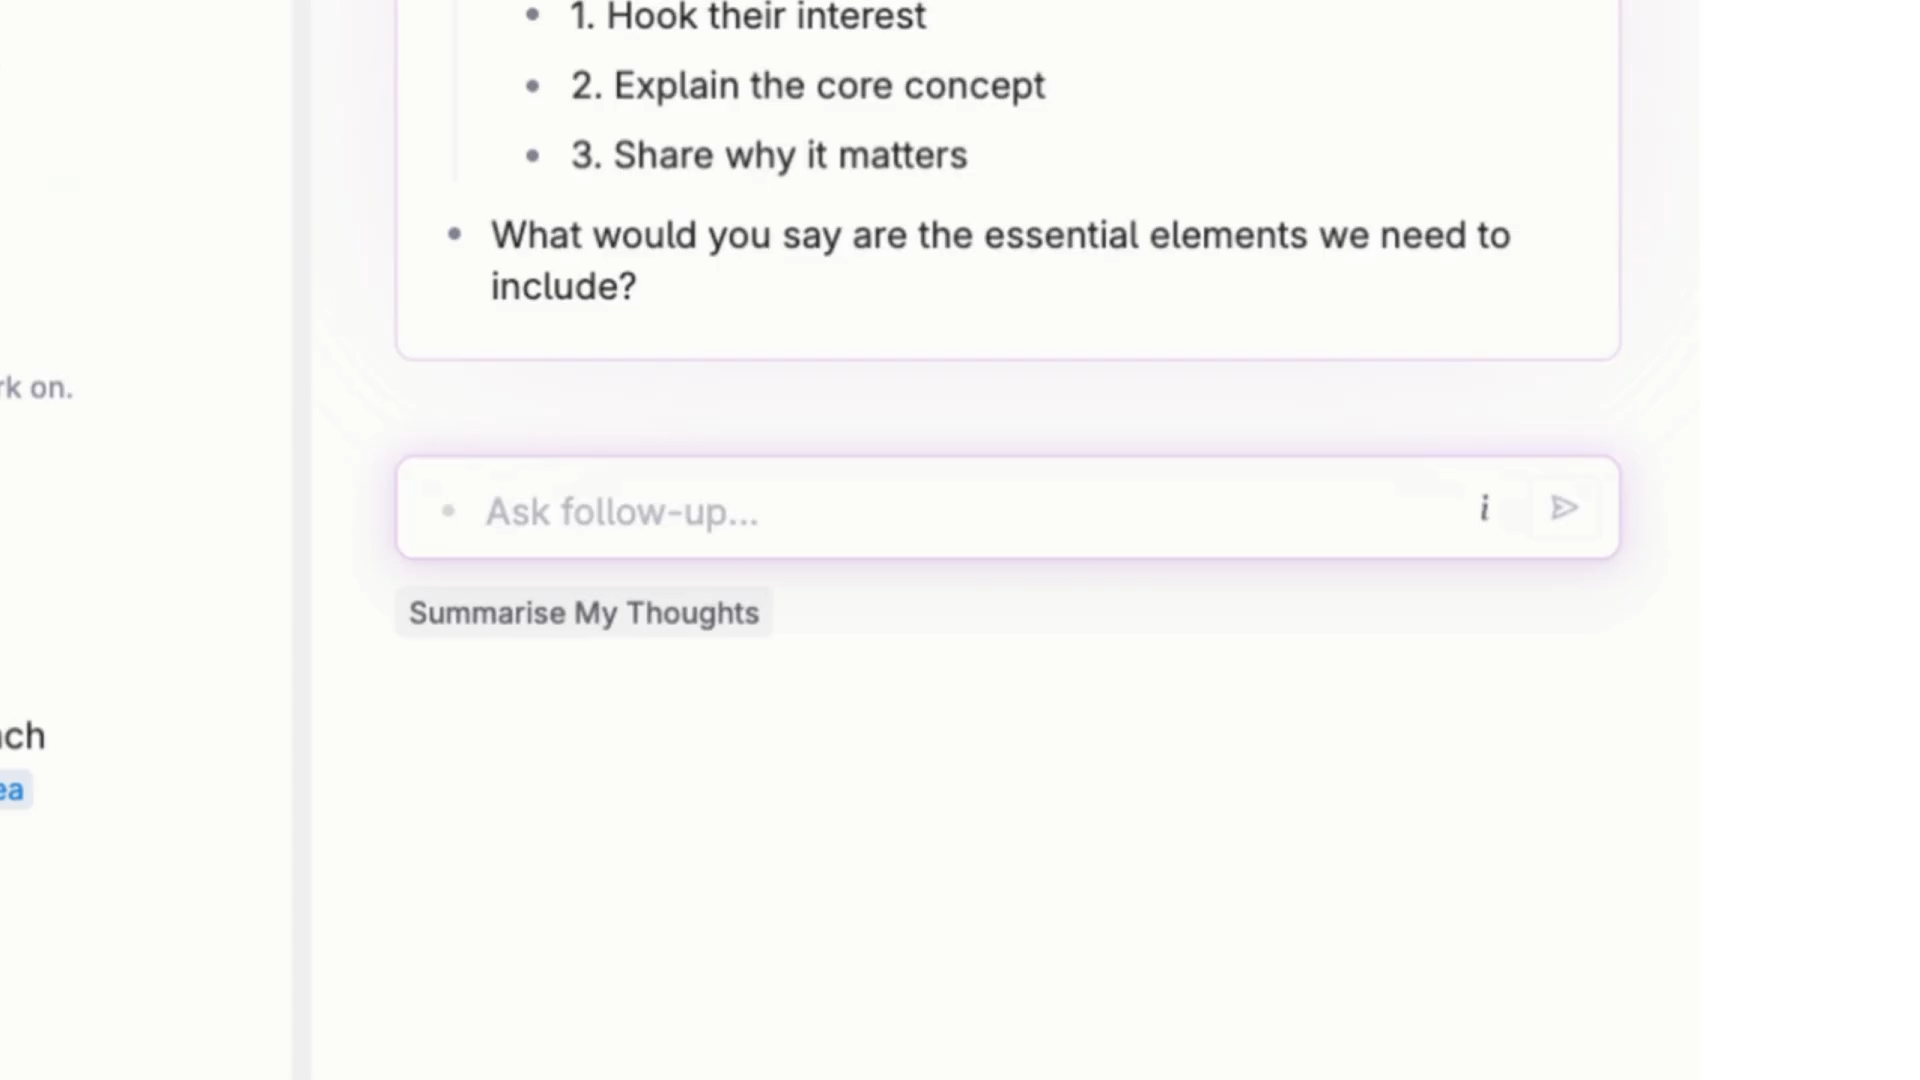 1. Hook their interest
2. Explain the core concept
3. Share why it matters
What would you say are the essential elements we need to
include?
rk on.
Ask follow-up...
i
Summarise My Thoughts
ch
ea